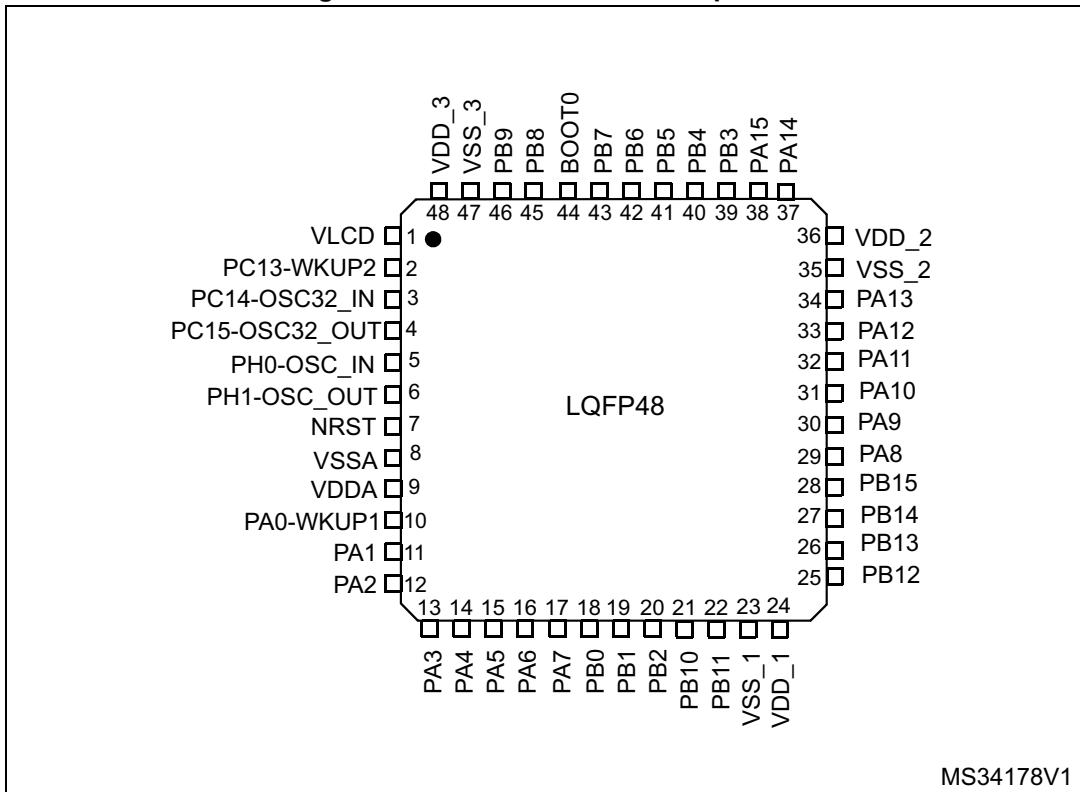 VDD_3
VSS_3
PB9
PB8
BOOT0
PB7
PB6
PB5
PB4
PB3
PA15
PA14
48 47 46 45 44 43 42 41 40 39 38 37
VLCD 1
PC13-WKUP2 2
PC14-OSC32_IN 3
PC15-OSC32_OUT 4
PH0-OSC_IN 5
PH1-OSC_OUT 6
NRST 7
VSSA 8
VDDA 9
PA0-WKUP1 10
PA1 11
PA2 12
LQFP48
36 VDD_2
35 VSS_2
34 PA13
33 PA12
32 PA11
31 PA10
30 PA9
29 PA8
28 PB15
27 PB14
26 PB13
25 PB12
13 14 15 16 17 18 19 20 21 22 23 24
PA3
PA4
PA5
PA6
PA7
PB0
PB1
PB2
PB10
PB11
VSS_1
VDD_1
MS34178V1